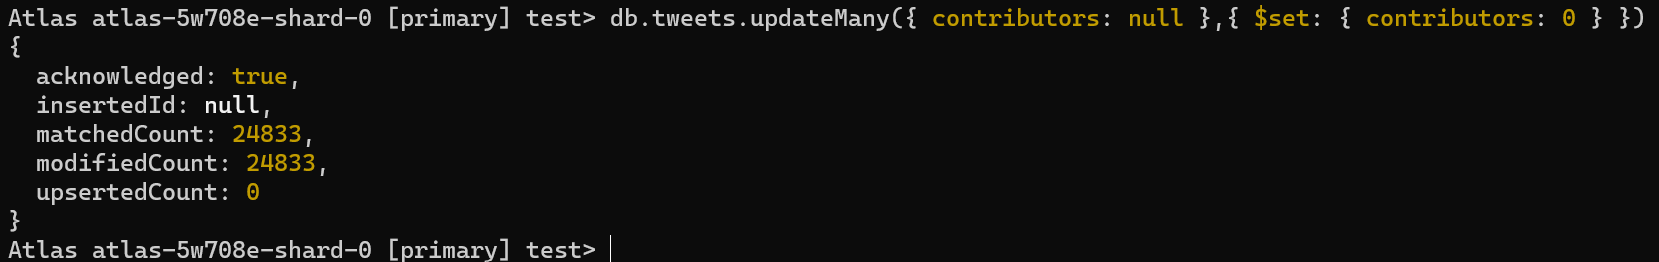 Atlas atlas-5w708e-shard-0 [primary] test> db.tweets.updateMany({ contributors: null },{ $set: { contributors: 0 } })
{
  acknowledged: true,
  insertedId: null,
  matchedCount: 24833,
  modifiedCount: 24833,
  upsertedCount: 0
}
Atlas atlas-5w708e-shard-0 [primary] test>